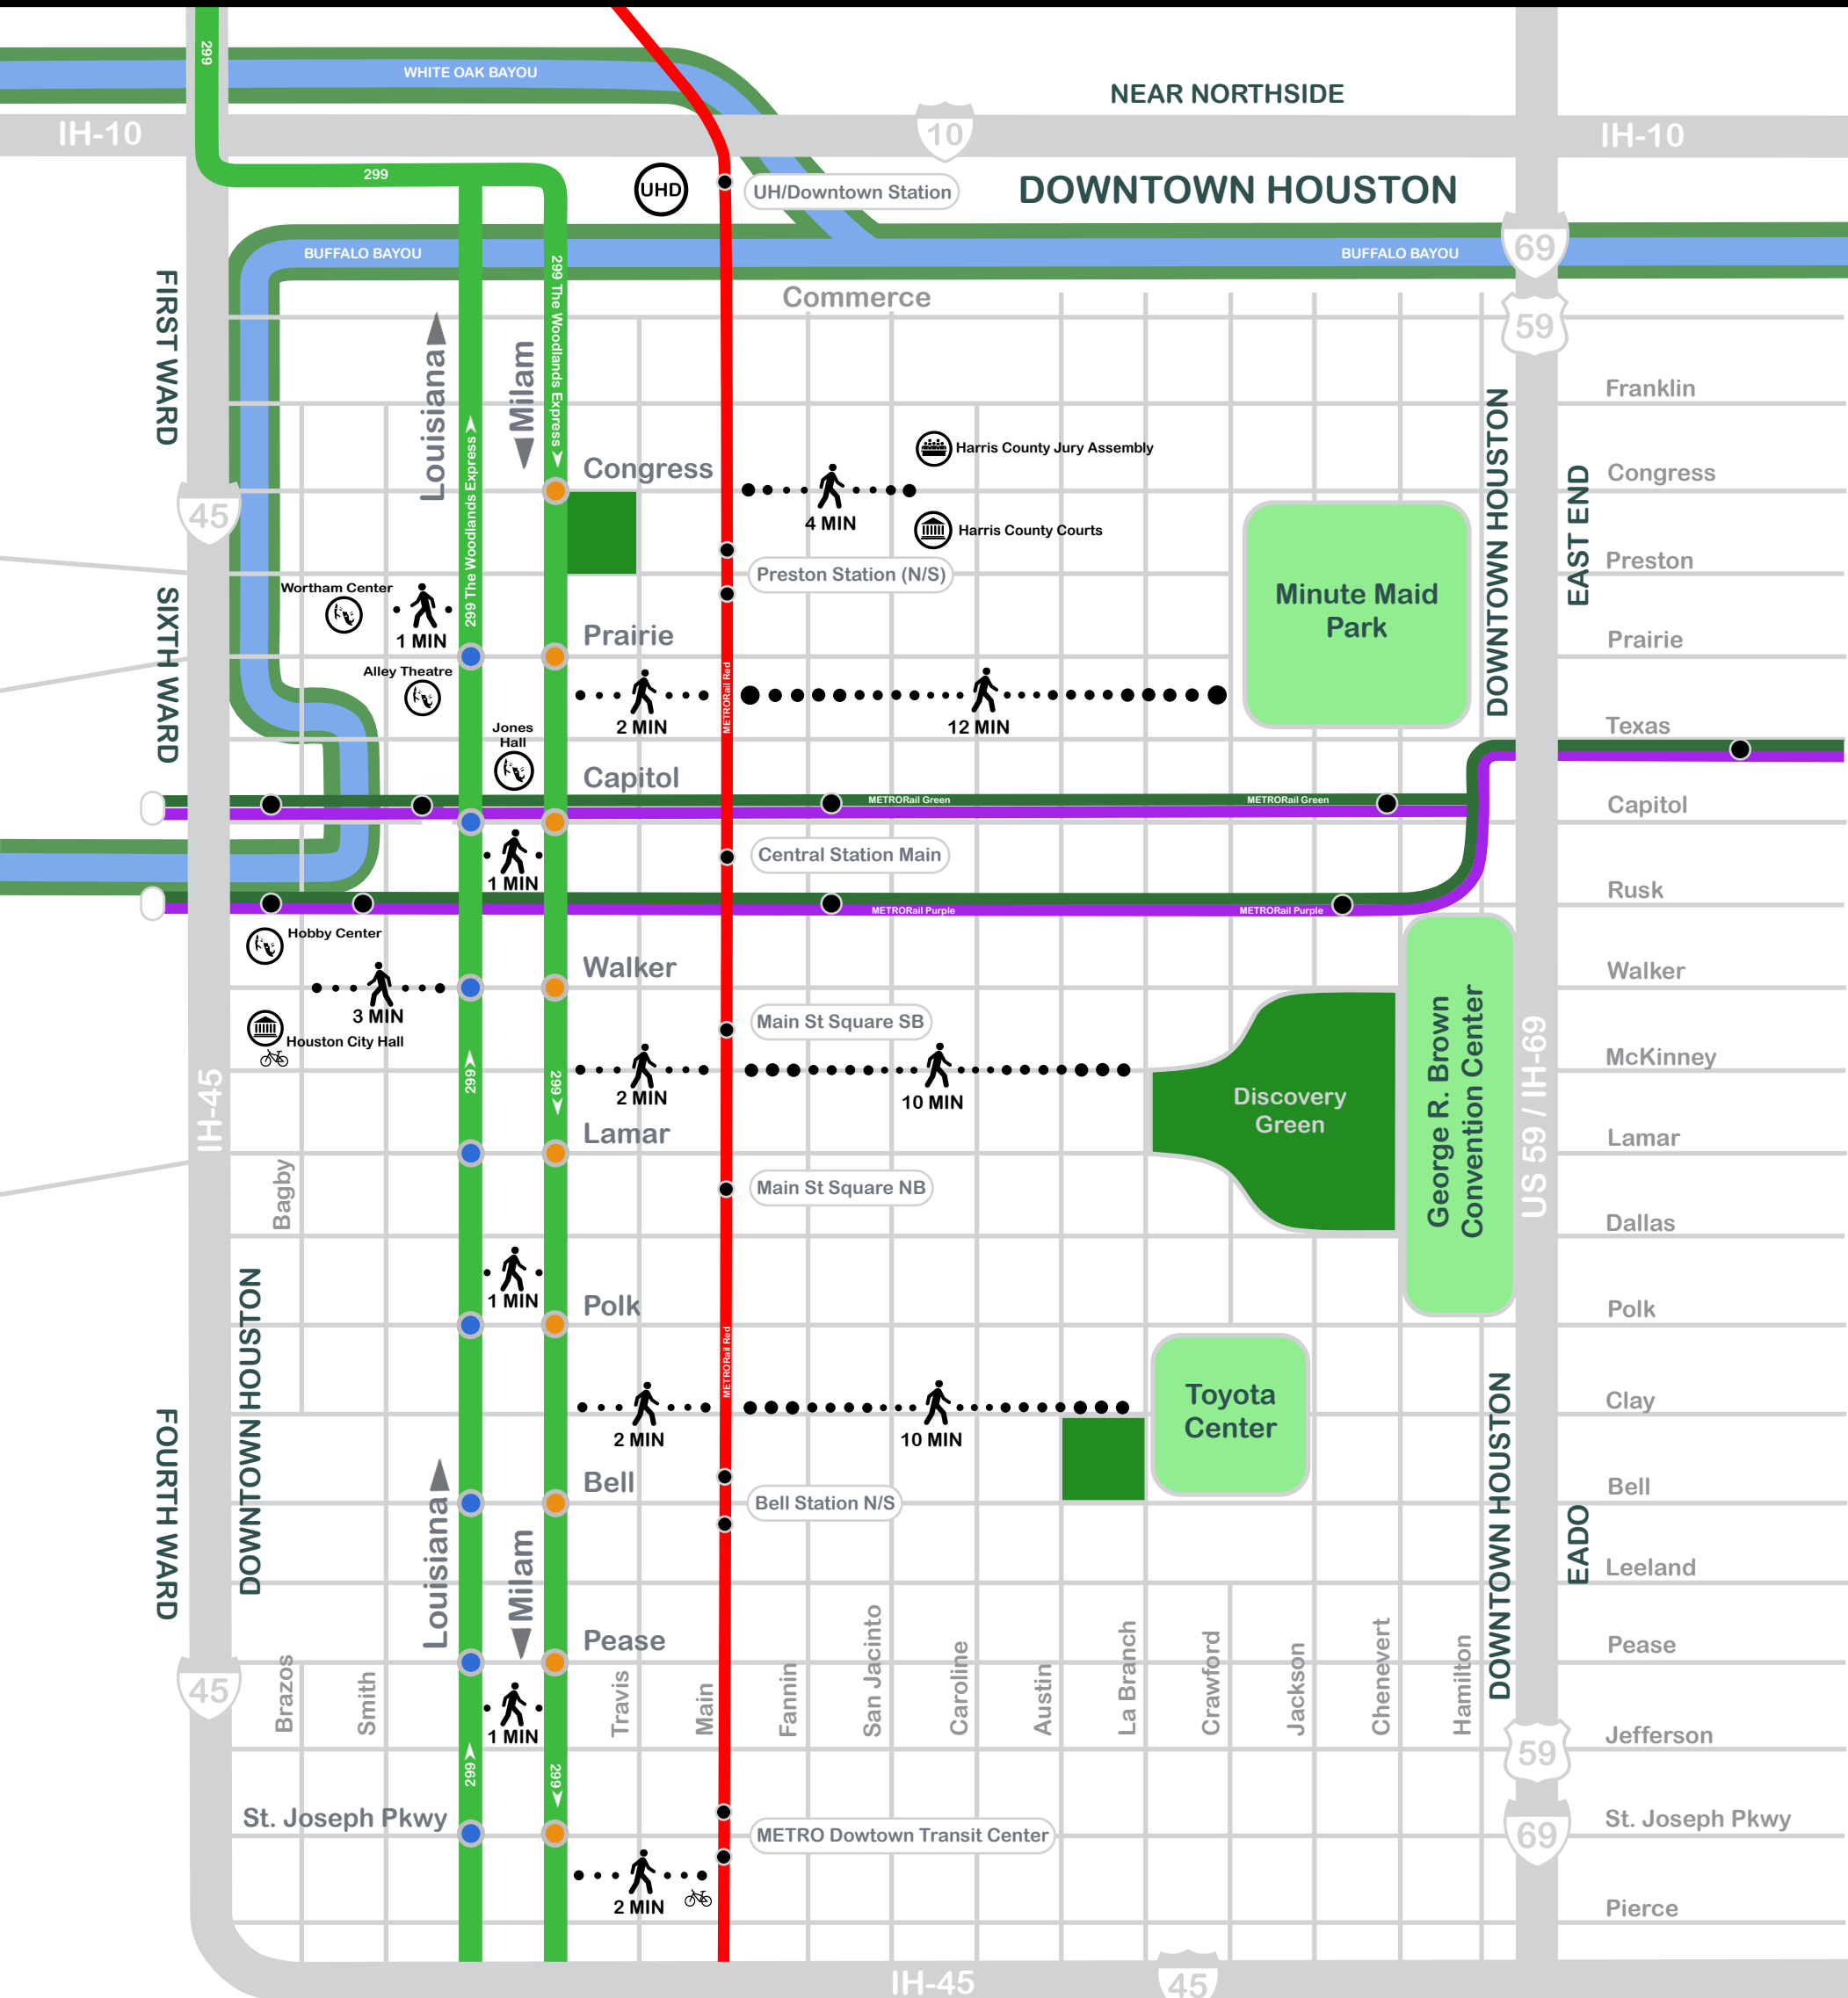 299
WHITE OAK BAYOU
NEAR NORTHSIDE
IH-10
10
IH-10
299
UHD
UH/Downtown Station
DOWNTOWN HOUSTON
69
BUFFALO BAYOU
BUFFALO BAYOU
59
Commerce
FIRST WARD
Louisiana
Milam
299 The Woodlands Express
299 The Woodlands Express
DOWNTOWN HOUSTON
Franklin
Harris County Jury Assembly
Congress
Congress
45
4 MIN
Harris County Courts
EAST END
Preston Station (N/S)
Preston
Wortham Center
1 MIN
SIXTH WARD
Minute Maid
Park
Prairie
Prairie
Alley Theatre
METRORail Red
2 MIN
12 MIN
Texas
Jones
Hall
Capitol
METRORail Green
METRORail Green
Capitol
1 MIN
Central Station Main
Rusk
METRORail Purple
METRORail Purple
Hobby Center
Walker
Walker
3 MIN
Houston City Hall
Main St Square SB
McKinney
299
299
2 MIN
10 MIN
Discovery
Green
George R. Brown
Convention Center
US 59 / IH-69
IH-45
Lamar
Lamar
Bagby
Main St Square NB
Dallas
1 MIN
Polk
Polk
DOWNTOWN HOUSTON
METRORail Red
FOURTH WARD
2 MIN
10 MIN
Toyota
Center
Clay
DOWNTOWN HOUSTON
Bell
Bell Station N/S
Bell
EADO
Louisiana
Milam
Leeland
Pease
Pease
45
Brazos
Smith
1 MIN
Travis
Main
Fannin
San Jacinto
Caroline
Austin
La Branch
Crawford
Jackson
Chenevert
Hamilton
Jefferson
59
299
299
St. Joseph Pkwy
METRO Dowtown Transit Center
69
St. Joseph Pkwy
2 MIN
Pierce
IH-45
45